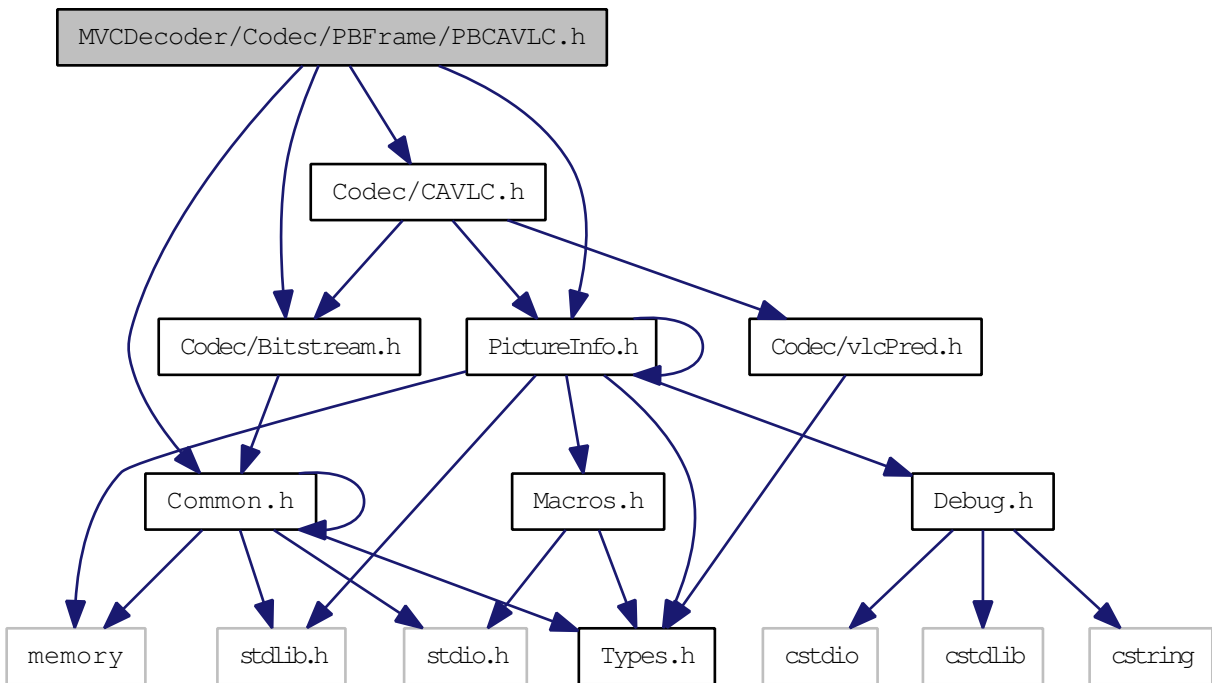 MVCDecoder/Codec/PBFrame/PBCAVLC.h
Codec/CAVLC.h
Codec/Bitstream.h
PictureInfo.h
Codec/vlcPred.h
Common.h
Macros.h
Debug.h
memory
stdlib.h
stdio.h
Types.h
cstdio
cstdlib
cstring